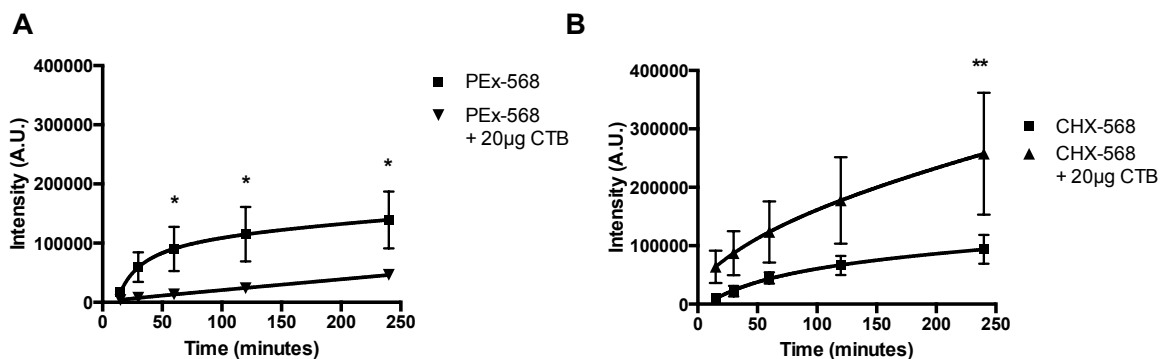 A
400000
300000
200000
100000
0
Intensity (A.U.)
0 50 100 150 200 250
Time (minutes)
*
*
*
PEx-568
PEx-568
+ 20µg CTB
B
400000
300000
200000
100000
0
Intensity (A.U.)
0 50 100 150 200 250
Time (minutes)
**
CHX-568
CHX-568
+ 20µg CTB